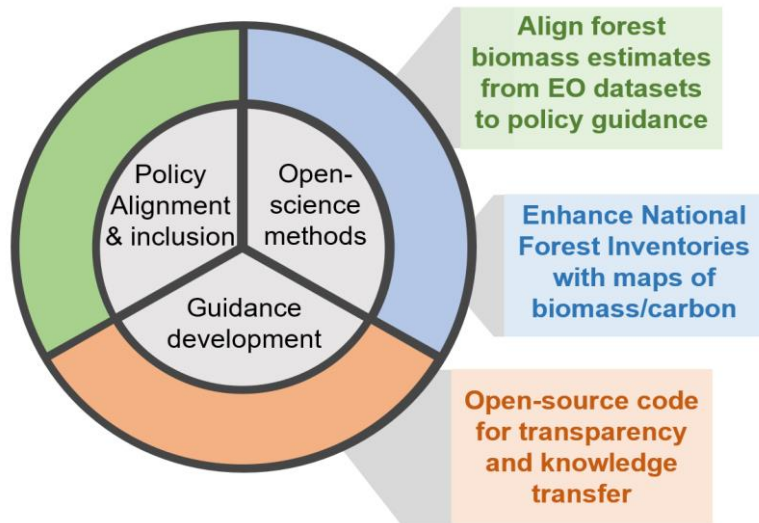 Policy
Alignment
& inclusion
Open-
science
methods
Guidance
development
Align forest
biomass estimates
from EO datasets
to policy guidance
Enhance National
Forest Inventories
with maps of
biomass/carbon
Open-source code
for transparency
and knowledge
transfer